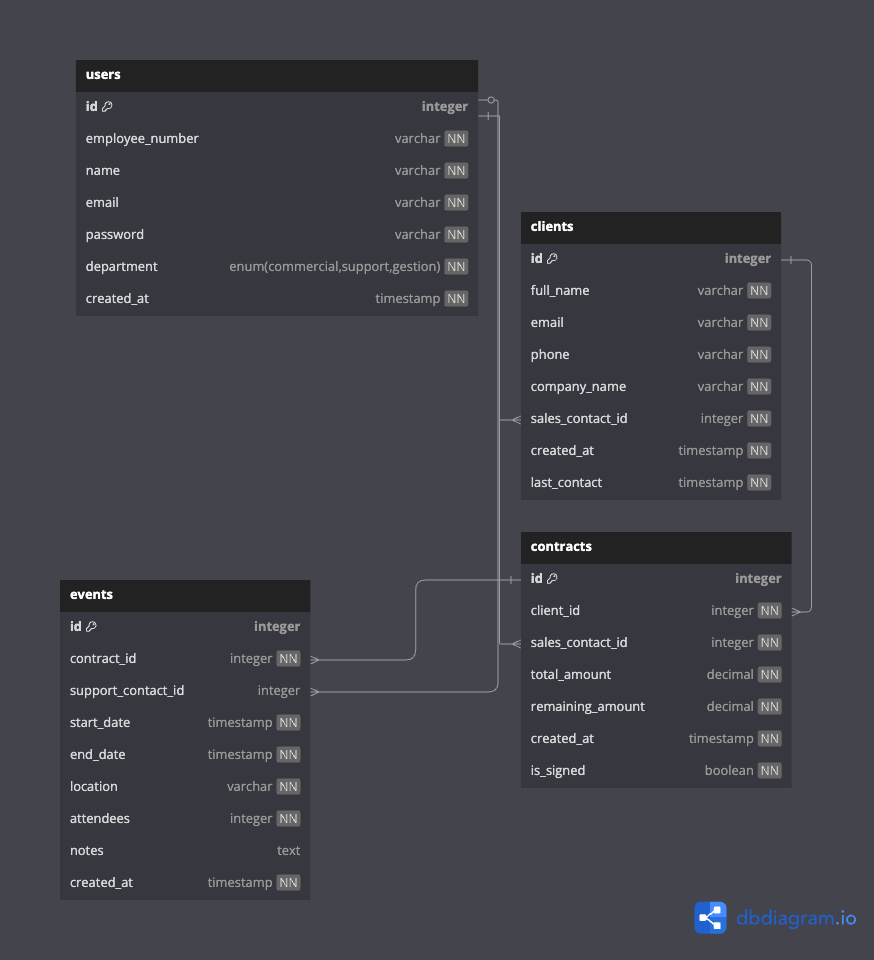 users
id integer
employee_number varchar NN
name varchar NN
email varchar NN
password varchar NN
department enum(commercial,support,gestion) NN
created_at timestamp NN
clients
id integer
full_name varchar NN
email varchar NN
phone varchar NN
company_name varchar NN
sales_contact_id integer NN
created_at timestamp NN
last_contact timestamp NN
contracts
id integer
client_id integer NN
sales_contact_id integer NN
total_amount decimal NN
remaining_amount decimal NN
created_at timestamp NN
is_signed boolean NN
events
id integer
contract_id integer NN
support_contact_id integer
start_date timestamp NN
end_date timestamp NN
location varchar NN
attendees integer NN
notes text
created_at timestamp NN
dbdiagram.io